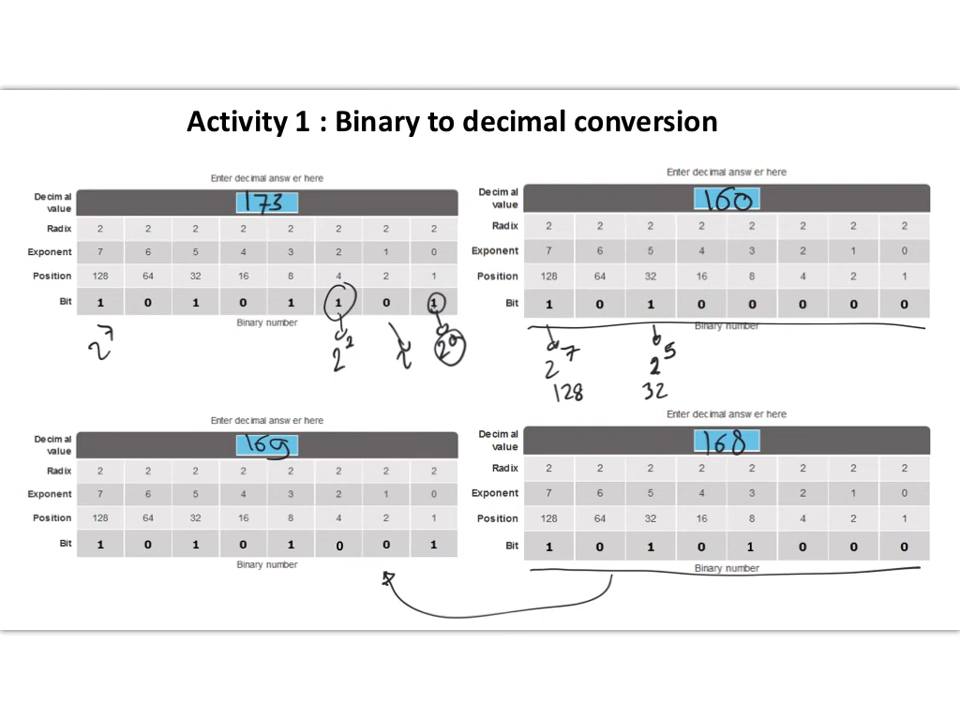 Activity 1 : Binary to decimal conversion
Enter decimal answ er here
Decimal value 173
Radix 2 2 2 2 2 2 2 2
Exponent 7 6 5 4 3 2 1 0
Position 128 64 32 16 8 4 2 1
Bit 1 0 1 0 1 1 0 1
Binary number
2^7 2^2 2^0
Enter decimal answ er here
Decimal value 160
Radix 2 2 2 2 2 2 2 2
Exponent 7 6 5 4 3 2 1 0
Position 128 64 32 16 8 4 2 1
Bit 1 0 1 0 0 0 0 0
Binary number
2^7 2^5
128 32
Enter decimal answ er here
Decimal value 169
Radix 2 2 2 2 2 2 2 2
Exponent 7 6 5 4 3 2 1 0
Position 128 64 32 16 8 4 2 1
Bit 1 0 1 0 1 0 0 1
Binary number
Enter decimal answ er here
Decimal value 168
Radix 2 2 2 2 2 2 2 2
Exponent 7 6 5 4 3 2 1 0
Position 128 64 32 16 8 4 2 1
Bit 1 0 1 0 1 0 0 0
Binary number